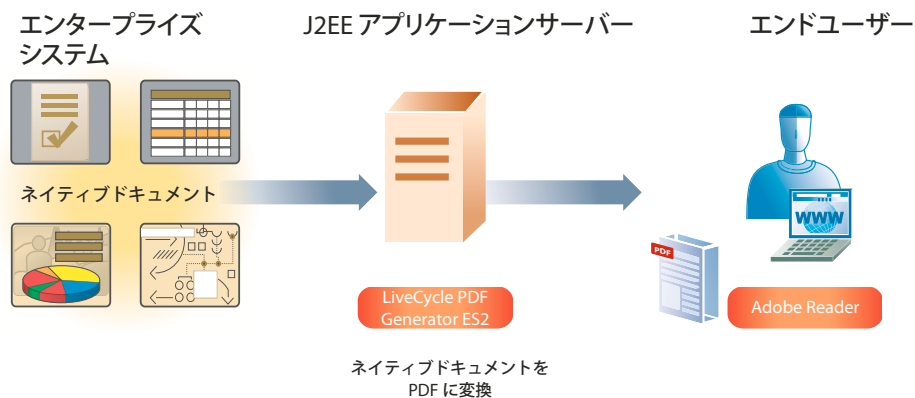 エンタープライズ
システム
J2EE アプリケーションサーバー
エンドユーザー
ネイティブドキュメント
WWW
PDF
LiveCycle PDF
Generator ES2
Adobe Reader
ネイティブドキュメントを
PDF に変換